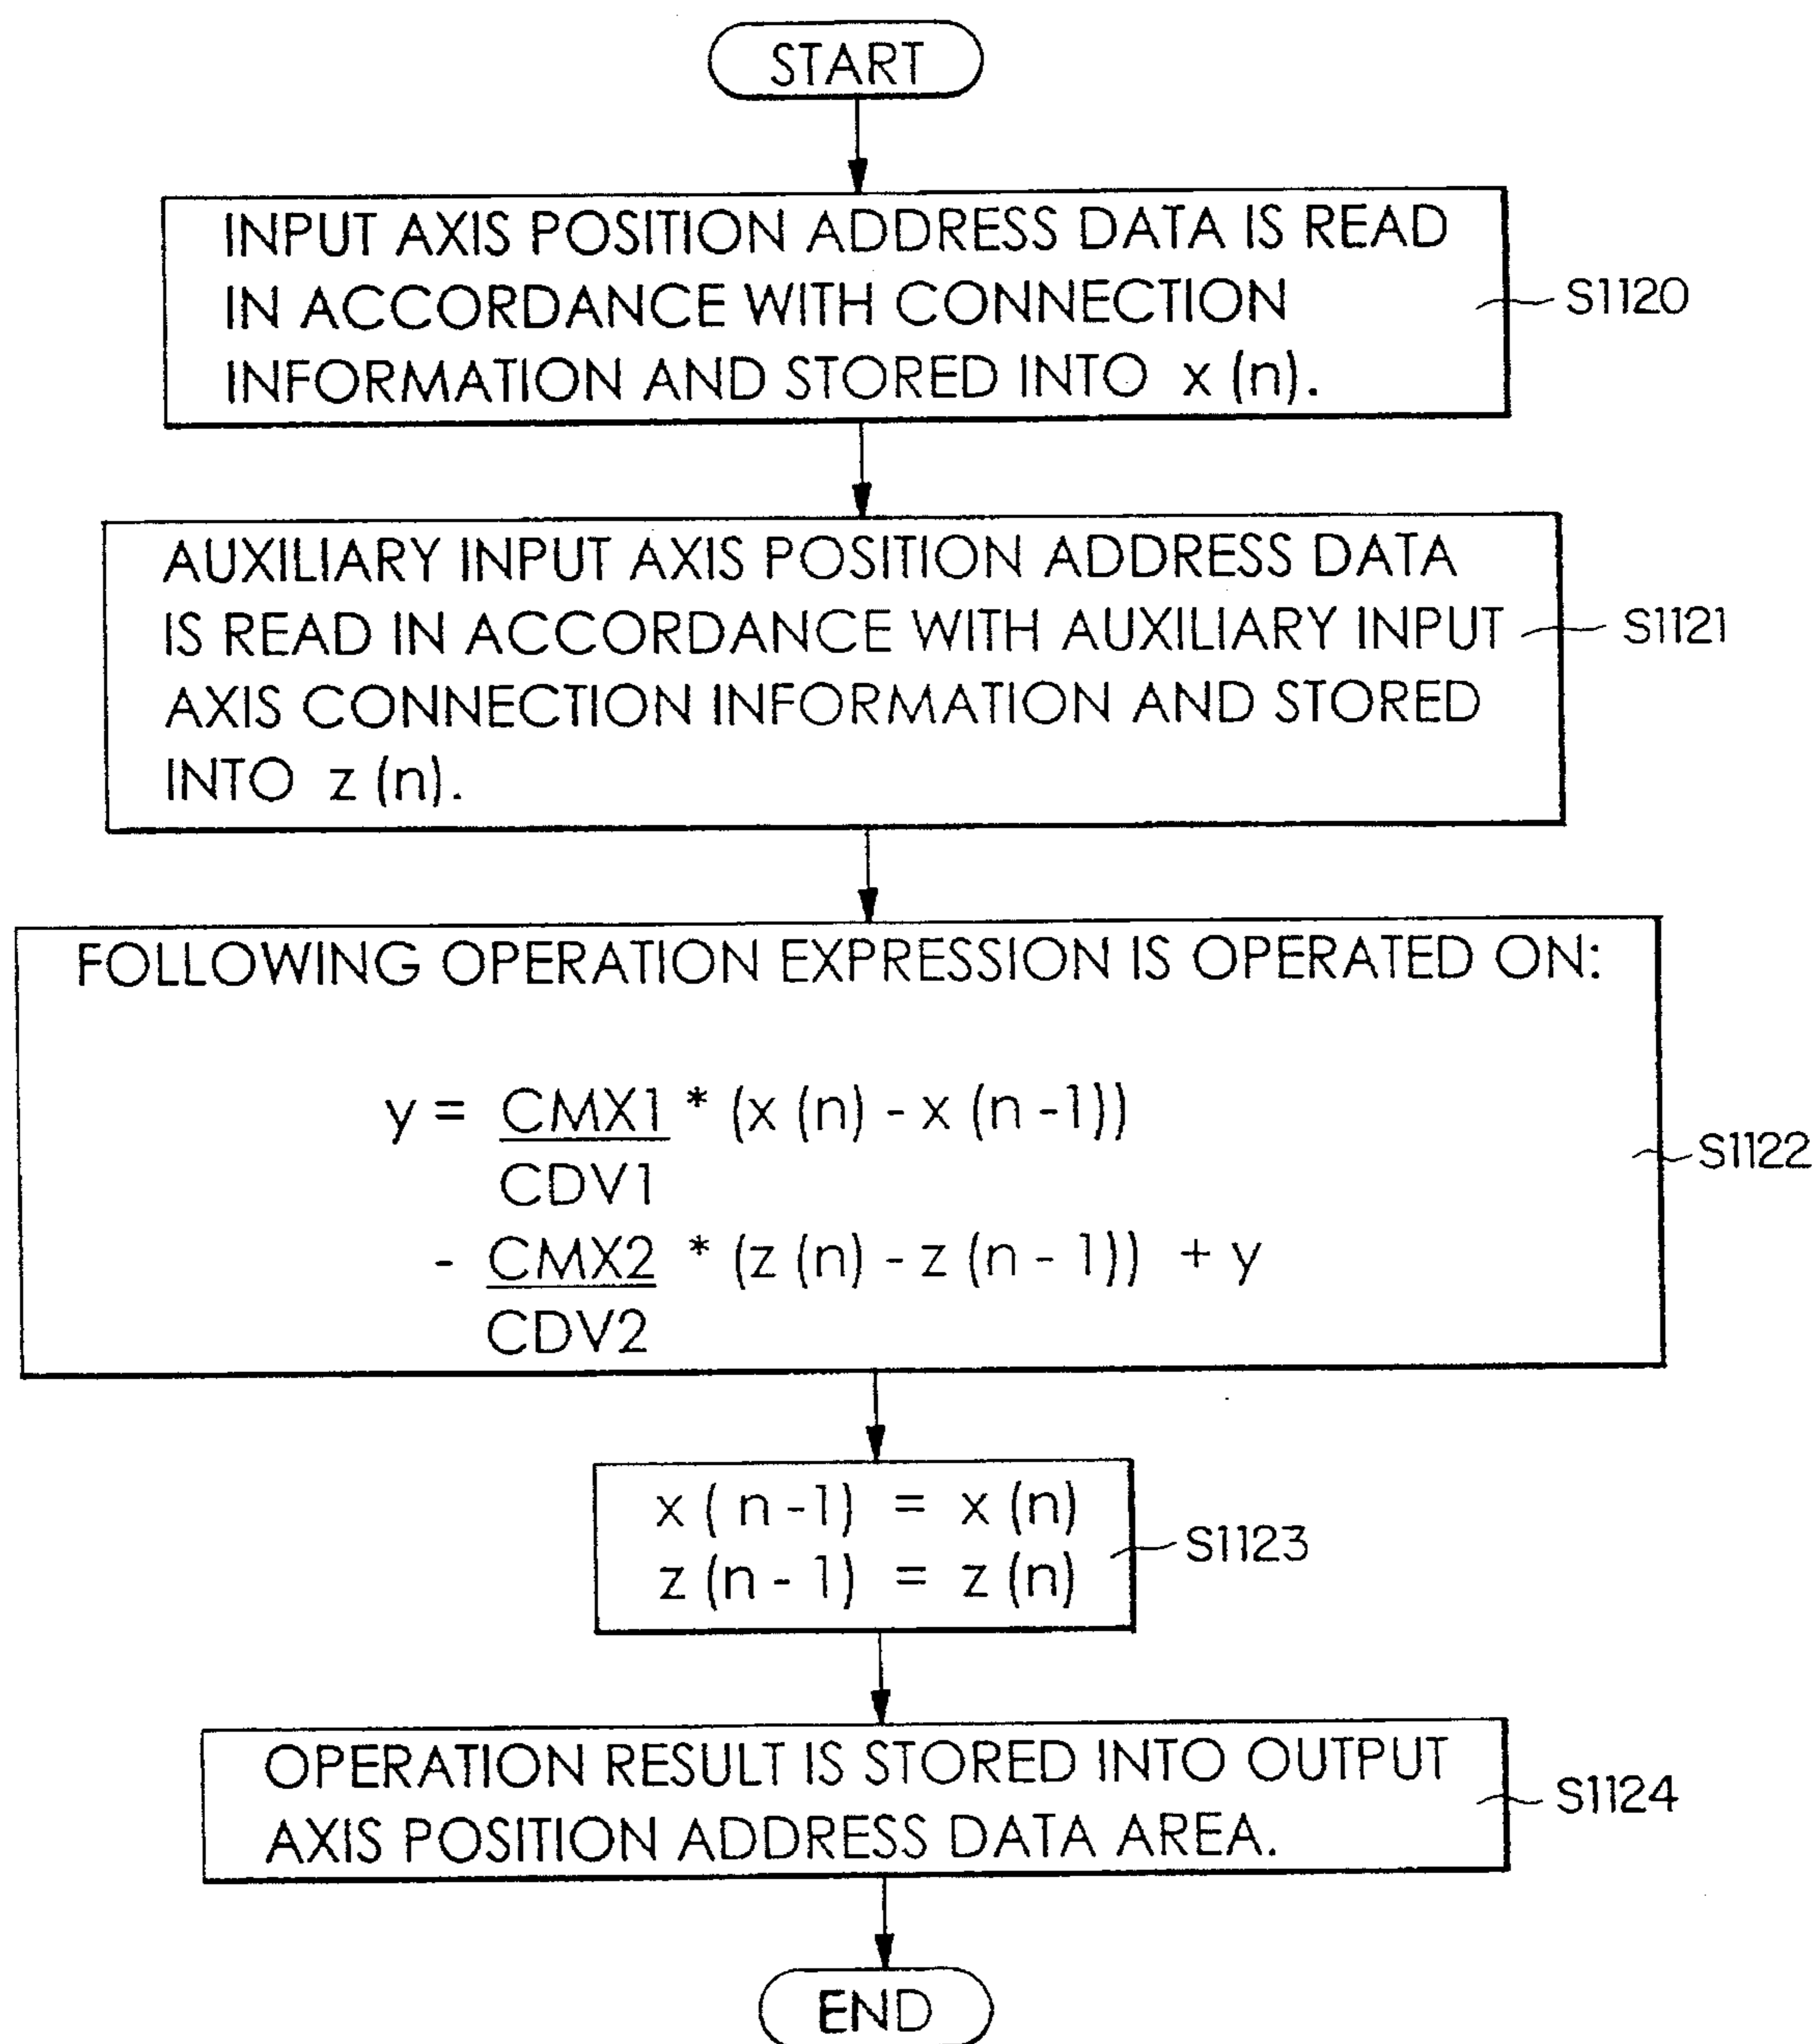 START
INPUT AXIS POSITION ADDRESS DATA IS READ
IN ACCORDANCE WITH CONNECTION
INFORMATION AND STORED INTO x (n).
S1120
AUXILIARY INPUT AXIS POSITION ADDRESS DATA
IS READ IN ACCORDANCE WITH AUXILIARY INPUT
AXIS CONNECTION INFORMATION AND STORED
INTO z (n).
S1121
FOLLOWING OPERATION EXPRESSION IS OPERATED ON:
y = CMX1 * (x (n) - x (n -1))
CDV1
- CMX2 * (z (n) - z (n - 1)) + y
CDV2
S1122
x ( n -1) = x (n)
z (n - 1) = z (n)
S1123
OPERATION RESULT IS STORED INTO OUTPUT
AXIS POSITION ADDRESS DATA AREA.
S1124
END